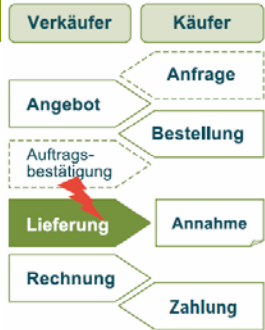 Verkäufer
Käufer
Anfrage
Angebot
Bestellung
Auftrags-
bestätigung
Lieferung
Annahme
Rechnung
Zahlung